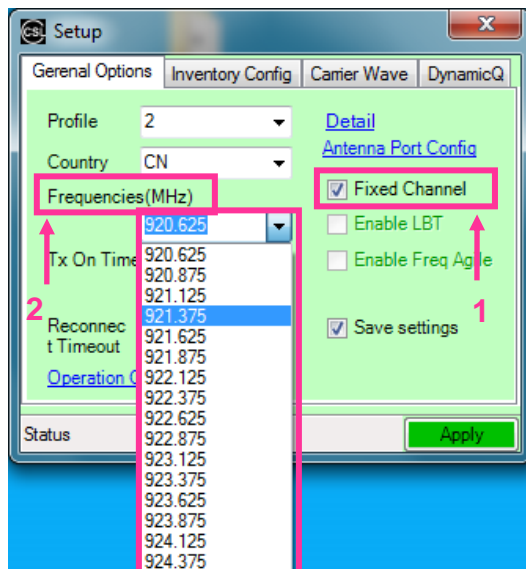 CSL Setup
Gerenal Options Inventory Config Carrier Wave DynamicQ
Profile 2 Detail
Antenna Port Config
Country CN
Frequencies(MHz) Fixed Channel
920.625 Enable LBT
Tx On Time 920.625 Enable Freq Agile
920.875
921.125
2 921.375 1
Reconnec 921.625 Save settings
t Timeout 921.875
Operation 922.125
922.375
922.625
Status 922.875 Apply
923.125
923.375
923.625
923.875
924.125
924.375